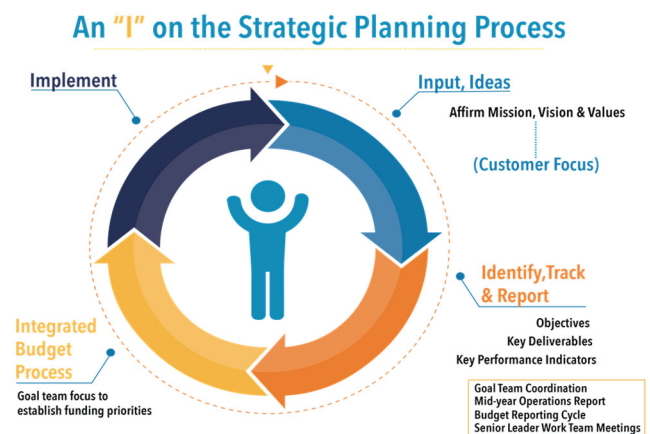 An “I” on the Strategic Planning Process
Implement
Input, Ideas
Affirm Mission, Vision & Values
(Customer Focus)
Identify,Track
& Report
Objectives
Key Deliverables
Key Performance Indicators
Goal Team Coordination
Mid-year Operations Report
Budget Reporting Cycle
Senior Leader Work Team Meetings
Integrated
Budget
Process
Goal team focus to
establish funding priorities